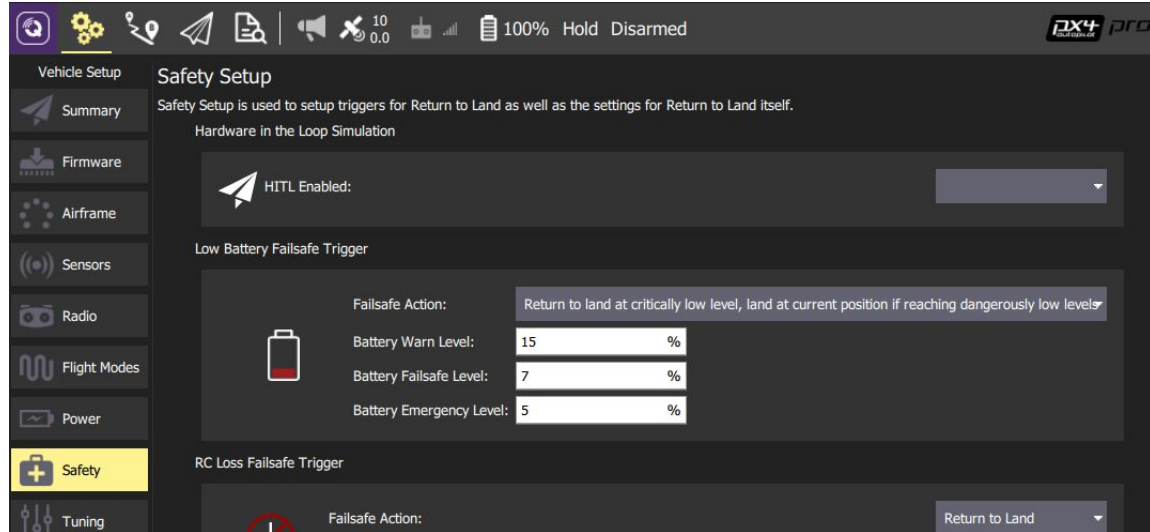 10
0.0
100% Hold Disarmed
px4 pro
autopilot
Vehicle Setup
Summary
Firmware
Airframe
Sensors
Radio
Flight Modes
Power
Safety
Tuning
Safety Setup
Safety Setup is used to setup triggers for Return to Land as well as the settings for Return to Land itself.
Hardware in the Loop Simulation
HITL Enabled:
Low Battery Failsafe Trigger
Failsafe Action: Return to land at critically low level, land at current position if reaching dangerously low levels
Battery Warn Level: 15 %
Battery Failsafe Level: 7 %
Battery Emergency Level: 5 %
RC Loss Failsafe Trigger
Failsafe Action: Return to Land